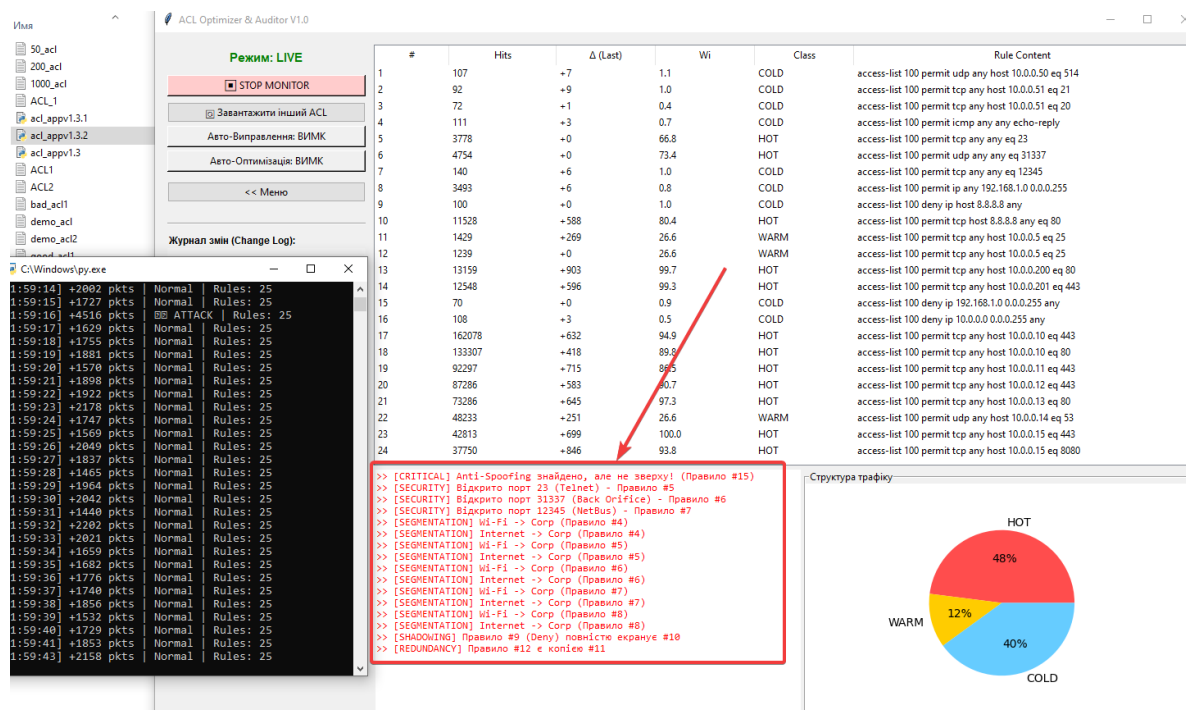 Имя
50_acl
200_acl
1000_acl
ACL_1
acl_appv1.3.1
acl_appv1.3.2
acl_appv1.3
ACL1
ACL2
bad_acl1
demo_acl
demo_acl2
good_acl1
ACL Optimizer & Auditor V1.0
Режим: LIVE
STOP MONITOR
Завантажити інший ACL
Авто-Виправлення: ВИМК
Авто-Оптимізація: ВИМК
<< Меню
Журнал змін (Change Log):
# Hits Δ (Last) Wi Class Rule Content
1 107 +7 1.1 COLD access-list 100 permit udp any host 10.0.0.50 eq 514
2 92 +9 1.0 COLD access-list 100 permit tcp any host 10.0.0.51 eq 21
3 72 +1 0.4 COLD access-list 100 permit tcp any host 10.0.0.51 eq 20
4 111 +3 0.7 COLD access-list 100 permit icmp any any echo-reply
5 3778 +0 66.8 HOT access-list 100 permit tcp any any eq 23
6 4754 +0 73.4 HOT access-list 100 permit udp any any eq 31337
7 140 +6 1.0 COLD access-list 100 permit tcp any any eq 12345
8 3493 +6 0.8 COLD access-list 100 permit ip any 192.168.1.0 0.0.0.255
9 100 +0 1.0 COLD access-list 100 deny ip host 8.8.8.8 any
10 11528 +588 80.4 HOT access-list 100 permit tcp host 8.8.8.8 any eq 80
11 1429 +269 26.6 WARM access-list 100 permit tcp any host 10.0.0.5 eq 25
12 1239 +0 26.6 WARM access-list 100 permit tcp any host 10.0.0.5 eq 25
13 13159 +903 99.7 HOT access-list 100 permit tcp any host 10.0.0.200 eq 80
14 12548 +596 99.3 HOT access-list 100 permit tcp any host 10.0.0.201 eq 443
15 70 +0 0.9 COLD access-list 100 deny ip 192.168.1.0 0.0.0.255 any
16 108 +3 0.5 COLD access-list 100 deny ip 10.0.0.0 0.0.0.255 any
17 162078 +632 94.9 HOT access-list 100 permit tcp any host 10.0.0.10 eq 443
18 133307 +418 89.8 HOT access-list 100 permit tcp any host 10.0.0.10 eq 80
19 92297 +715 HOT access-list 100 permit tcp any host 10.0.0.11 eq 443
20 87286 +583 90.7 HOT access-list 100 permit tcp any host 10.0.0.12 eq 443
21 73286 +645 97.3 HOT access-list 100 permit tcp any host 10.0.0.13 eq 80
22 48233 +251 26.6 WARM access-list 100 permit udp any host 10.0.0.14 eq 53
23 42813 +699 100.0 HOT access-list 100 permit tcp any host 10.0.0.15 eq 443
24 37750 +846 93.8 HOT access-list 100 permit tcp any host 10.0.0.15 eq 8080
C:\Windows\py.exe
1:59:14] +2002 pkts | Normal | Rules: 25
1:59:15] +1727 pkts | Normal | Rules: 25
1:59:16] +4516 pkts | ATTACK | Rules: 25
1:59:17] +1629 pkts | Normal | Rules: 25
1:59:18] +1755 pkts | Normal | Rules: 25
1:59:19] +1881 pkts | Normal | Rules: 25
1:59:20] +1570 pkts | Normal | Rules: 25
1:59:21] +1898 pkts | Normal | Rules: 25
1:59:22] +1922 pkts | Normal | Rules: 25
1:59:23] +2178 pkts | Normal | Rules: 25
1:59:24] +1747 pkts | Normal | Rules: 25
1:59:25] +1569 pkts | Normal | Rules: 25
1:59:26] +2049 pkts | Normal | Rules: 25
1:59:27] +1837 pkts | Normal | Rules: 25
1:59:28] +1465 pkts | Normal | Rules: 25
1:59:29] +1964 pkts | Normal | Rules: 25
1:59:30] +2042 pkts | Normal | Rules: 25
1:59:31] +1440 pkts | Normal | Rules: 25
1:59:32] +2202 pkts | Normal | Rules: 25
1:59:33] +2021 pkts | Normal | Rules: 25
1:59:34] +1659 pkts | Normal | Rules: 25
1:59:35] +1682 pkts | Normal | Rules: 25
1:59:36] +1776 pkts | Normal | Rules: 25
1:59:37] +1740 pkts | Normal | Rules: 25
1:59:38] +1856 pkts | Normal | Rules: 25
1:59:39] +1532 pkts | Normal | Rules: 25
1:59:40] +1729 pkts | Normal | Rules: 25
1:59:41] +1853 pkts | Normal | Rules: 25
1:59:43] +2158 pkts | Normal | Rules: 25
>> [CRITICAL] Anti-Spoofing знайдено, але не зверху! (Правило #15)
>> [SECURITY] Відкрито порт 23 (Telnet) - Правило #5
>> [SECURITY] Відкрито порт 31337 (Back Orifice) - Правило #6
>> [SECURITY] Відкрито порт 12345 (NetBus) - Правило #7
>> [SEGMENTATION] Wi-Fi -> Corp (Правило #4)
>> [SEGMENTATION] Internet -> Corp (Правило #4)
>> [SEGMENTATION] Wi-Fi -> Corp (Правило #5)
>> [SEGMENTATION] Internet -> Corp (Правило #5)
>> [SEGMENTATION] Wi-Fi -> Corp (Правило #6)
>> [SEGMENTATION] Internet -> Corp (Правило #6)
>> [SEGMENTATION] Wi-Fi -> Corp (Правило #7)
>> [SEGMENTATION] Internet -> Corp (Правило #7)
>> [SEGMENTATION] Wi-Fi -> Corp (Правило #8)
>> [SEGMENTATION] Internet -> Corp (Правило #8)
>> [SHADOWING] Правило #9 (Deny) повністю екранує #10
>> [REDUNDANCY] Правило #12 є копією #11
Структура трафіку
HOT
48%
WARM
12%
40%
COLD